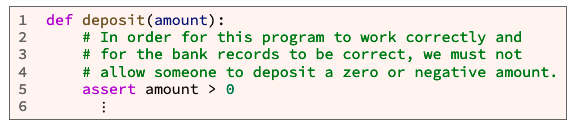 1 def deposit(amount):
2     # In order for this program to work correctly and
3     # for the bank records to be correct, we must not
4     # allow someone to deposit a zero or negative amount.
5     assert amount > 0
6       ⋮